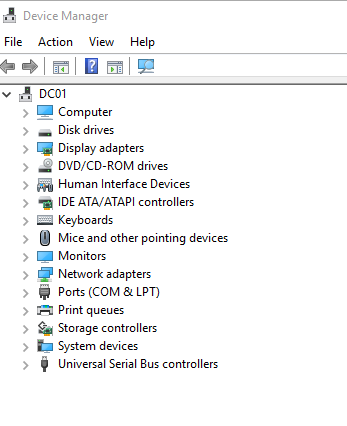 Device Manager
File Action View Help
?
DC01
Computer
Disk drives
Display adapters
DVD/CD-ROM drives
Human Interface Devices
IDE ATA/ATAPI controllers
Keyboards
Mice and other pointing devices
Monitors
Network adapters
Ports (COM & LPT)
Print queues
Storage controllers
System devices
Universal Serial Bus controllers